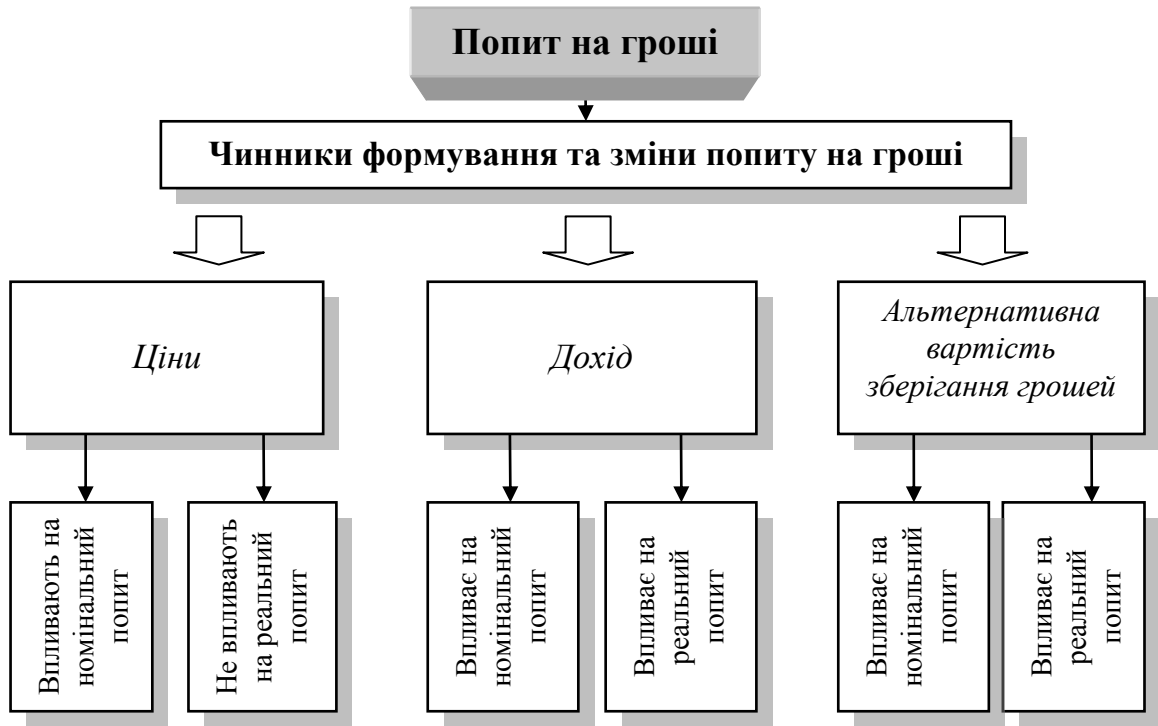 Попит на гроші
Чинники формування та зміни попиту на гроші
Ціни
Дохід
Альтернативна
вартість
зберігання грошей
Впливають на
номінальний
попит
Не впливають
на реальний
попит
Впливає на
номінальний
попит
Впливає на
реальний
попит
Впливає на
номінальний
попит
Впливає на
реальний
попит